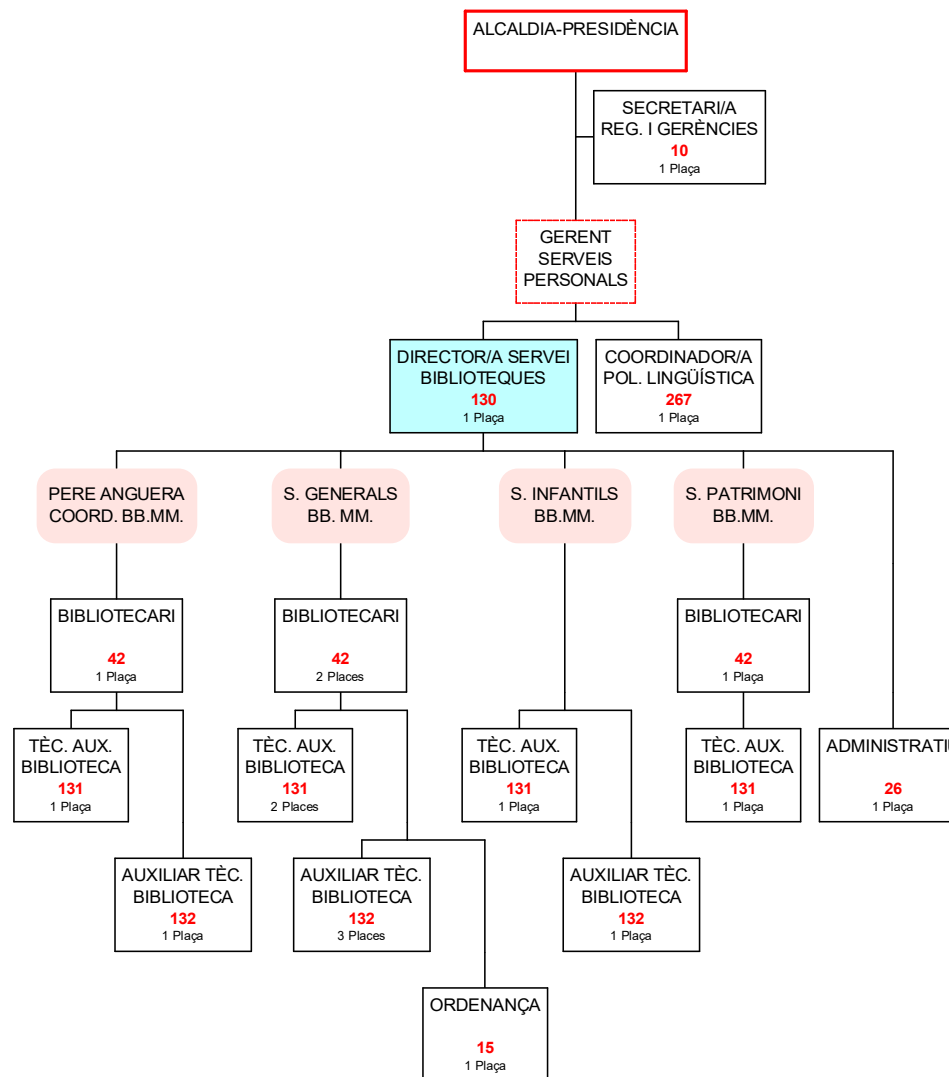 ALCALDIA-PRESIDÈNCIA
SECRETARI/A
REG. I GERÈNCIES
10
1 Plaça
GERENT
SERVEIS
PERSONALS
DIRECTOR/A SERVEI
BIBLIOTEQUES
130
1 Plaça
COORDINADOR/A
POL. LINGÜÍSTICA
267
1 Plaça
PERE ANGUERA
COORD. BB.MM.
S. GENERALS
BB. MM.
S. INFANTILS
BB.MM.
S. PATRIMONI
BB.MM.
BIBLIOTECARI
42
1 Plaça
BIBLIOTECARI
42
2 Places
BIBLIOTECARI
42
1 Plaça
TÈC. AUX.
BIBLIOTECA
131
1 Plaça
TÈC. AUX.
BIBLIOTECA
131
2 Places
TÈC. AUX.
BIBLIOTECA
131
1 Plaça
TÈC. AUX.
BIBLIOTECA
131
1 Plaça
ADMINISTRATIU
26
1 Plaça
AUXILIAR TÈC.
BIBLIOTECA
132
1 Plaça
AUXILIAR TÈC.
BIBLIOTECA
132
3 Places
AUXILIAR TÈC.
BIBLIOTECA
132
1 Plaça
ORDENANÇA
15
1 Plaça